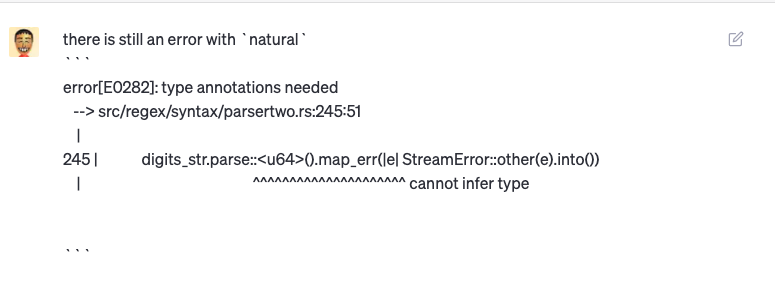 there is still an error with `natural`
```
error[E0282]: type annotations needed
--> src/regex/syntax/parsertwo.rs:245:51
|
245 | digits_str.parse::<u64>().map_err(|e| StreamError::other(e).into())
| ^^^^^^^^^^^^^^^^^^^^^ cannot infer type
```